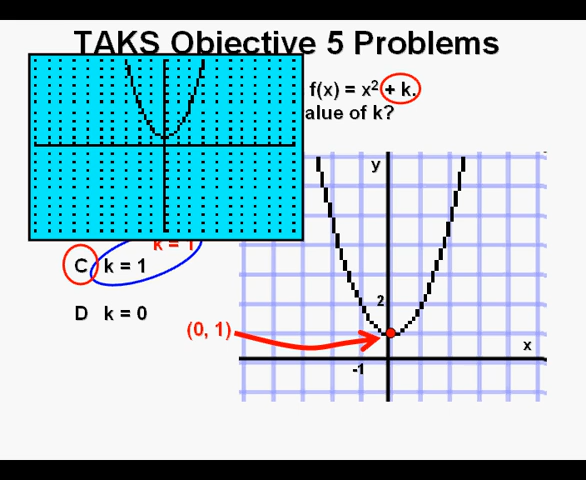 TAKS Objective 5 Problems
f(x) = x² + k.
alue of k?
k = 1
C k = 1
D k = 0
(0, 1)
y
2
x
-1